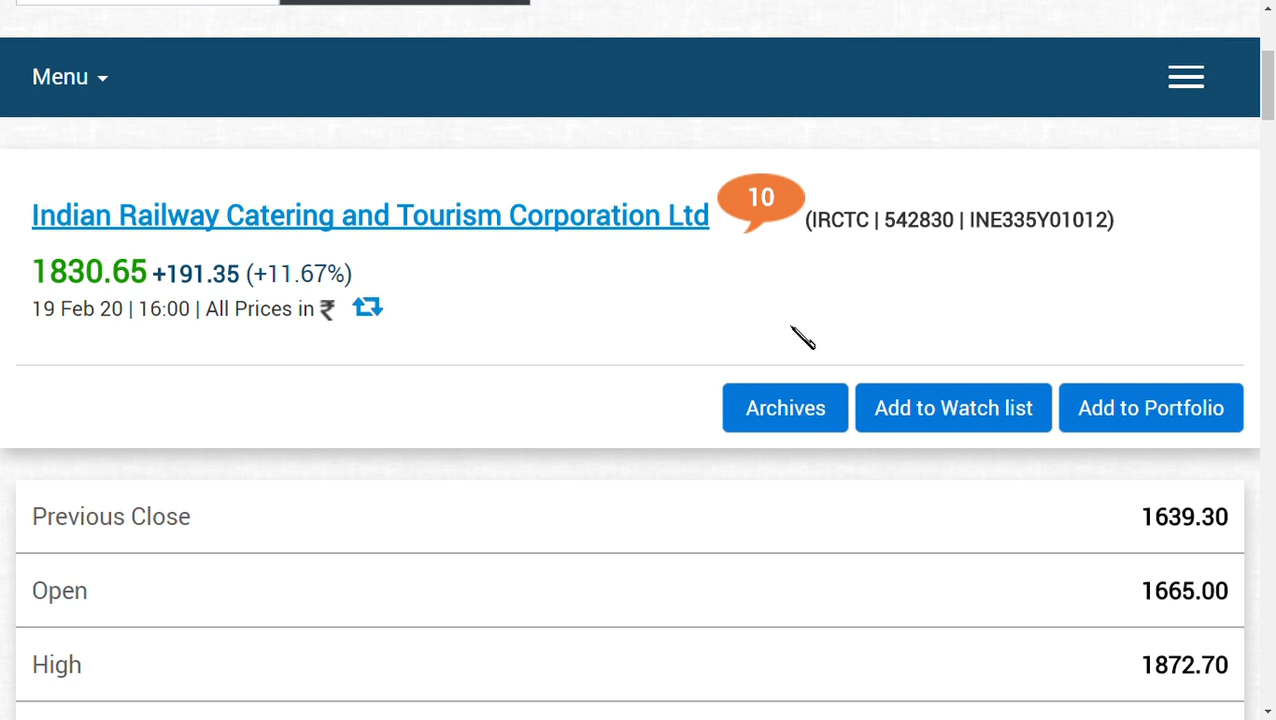 Menu
10
Indian Railway Catering and Tourism Corporation Ltd (IRCTC | 542830 | INE335Y01012)
1830.65 +191.35 (+11.67%)
19 Feb 20 | 16:00 | All Prices in ₹
Archives Add to Watch list Add to Portfolio
Previous Close 1639.30
Open 1665.00
High 1872.70